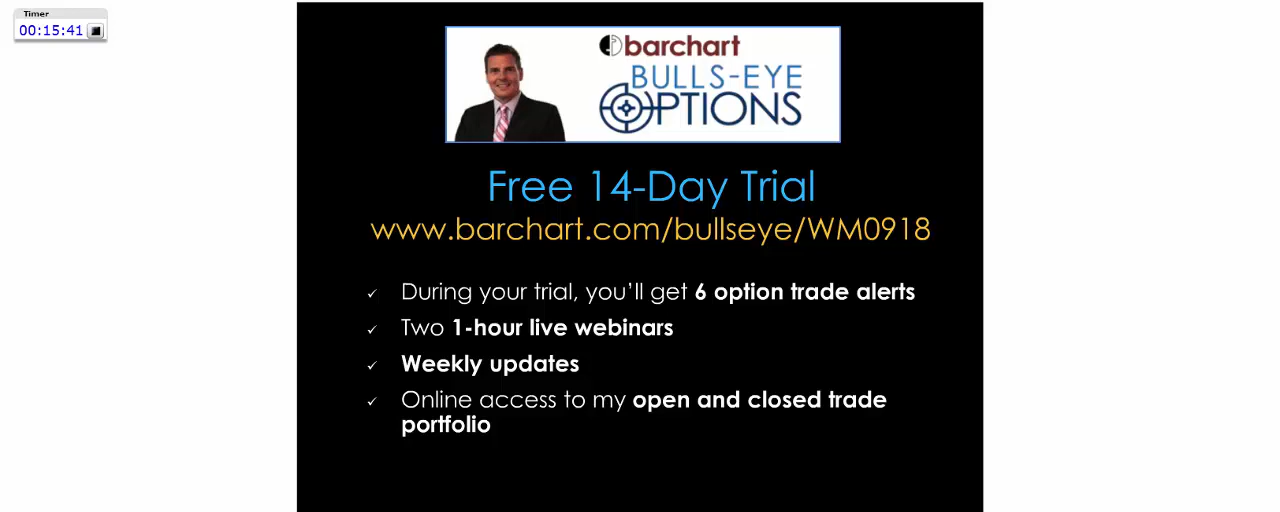 Timer
00:15:41
barchart
BULLS-EYE
OPTIONS
Free 14-Day Trial
www.barchart.com/bullseye/WM0918
✓ During your trial, you'll get 6 option trade alerts
✓ Two 1-hour live webinars
✓ Weekly updates
✓ Online access to my open and closed trade
portfolio